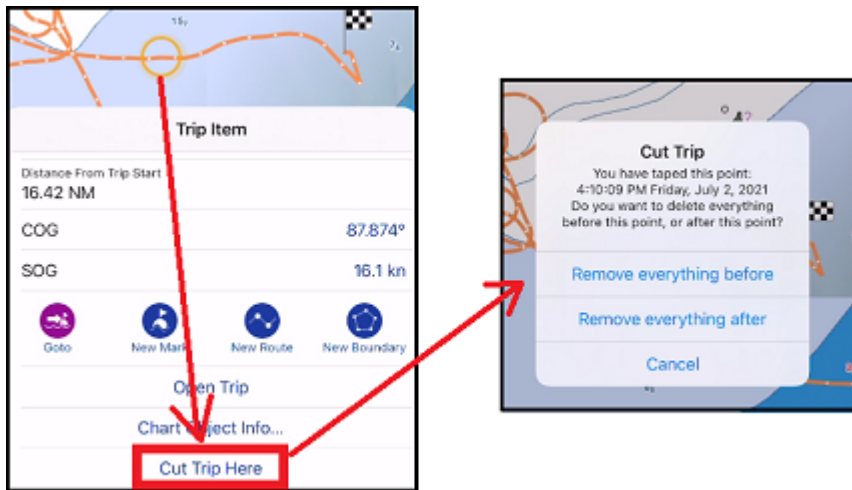 15₇
7₄
Trip Item
Distance From Trip Start
16.42 NM
COG 87.874°
SOG 16.1 kn
Goto New Mark New Route New Boundary
Open Trip
Chart Object Info...
Cut Trip Here
4?
Cut Trip
You have taped this point:
4:10:09 PM Friday, July 2, 2021
Do you want to delete everything
before this point, or after this point?
Remove everything before
Remove everything after
Cancel